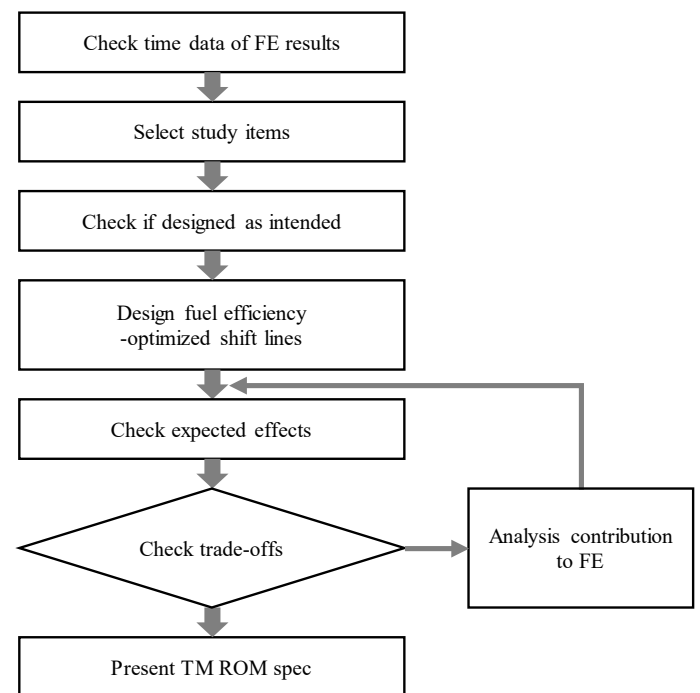 Check time data of FE results
Select study items
Check if designed as intended
Design fuel efficiency
-optimized shift lines
Check expected effects
Check trade-offs
Analysis contribution
to FE
Present TM ROM spec